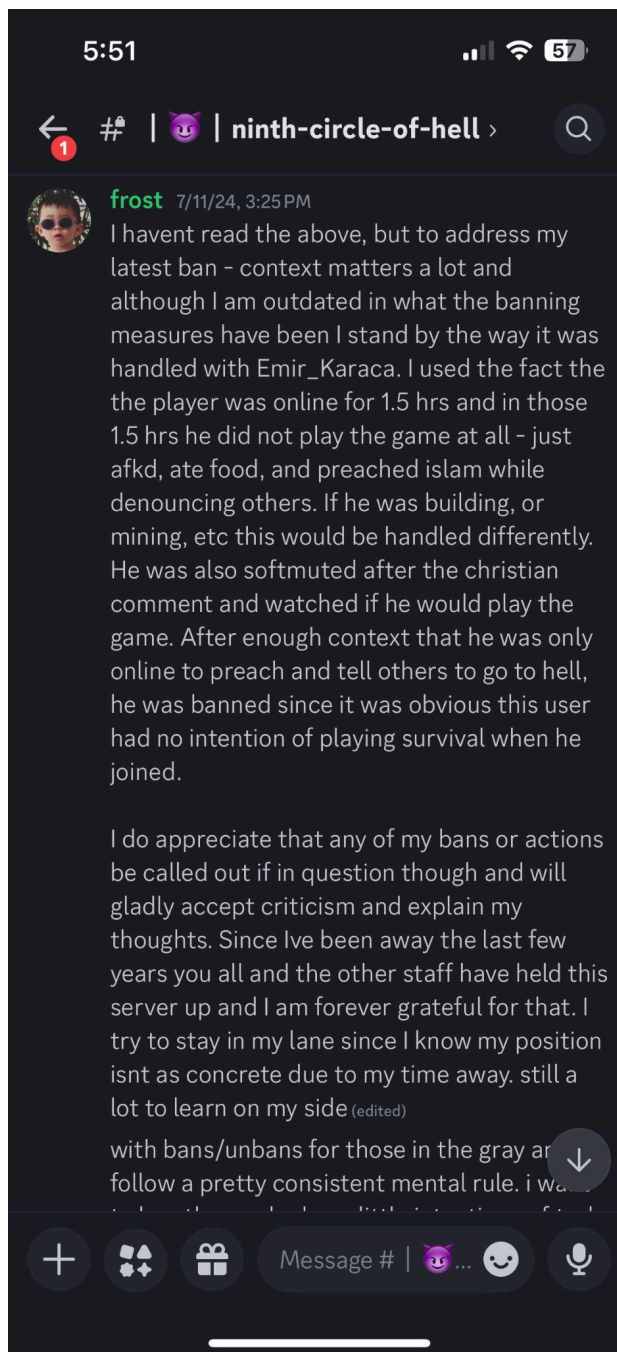 5:51
57
1
# | 😈 | ninth-circle-of-hell ›
frost 7/11/24, 3:25 PM
I havent read the above, but to address my
latest ban - context matters a lot and
although I am outdated in what the banning
measures have been I stand by the way it was
handled with Emir_Karaca. I used the fact the
the player was online for 1.5 hrs and in those
1.5 hrs he did not play the game at all - just
afkd, ate food, and preached islam while
denouncing others. If he was building, or
mining, etc this would be handled differently.
He was also softmuted after the christian
comment and watched if he would play the
game. After enough context that he was only
online to preach and tell others to go to hell,
he was banned since it was obvious this user
had no intention of playing survival when he
joined.
I do appreciate that any of my bans or actions
be called out if in question though and will
gladly accept criticism and explain my
thoughts. Since Ive been away the last few
years you all and the other staff have held this
server up and I am forever grateful for that. I
try to stay in my lane since I know my position
isnt as concrete due to my time away. still a
lot to learn on my side (edited)
with bans/unbans for those in the gray
follow a pretty consistent mental rule. i
Message # | 😈...